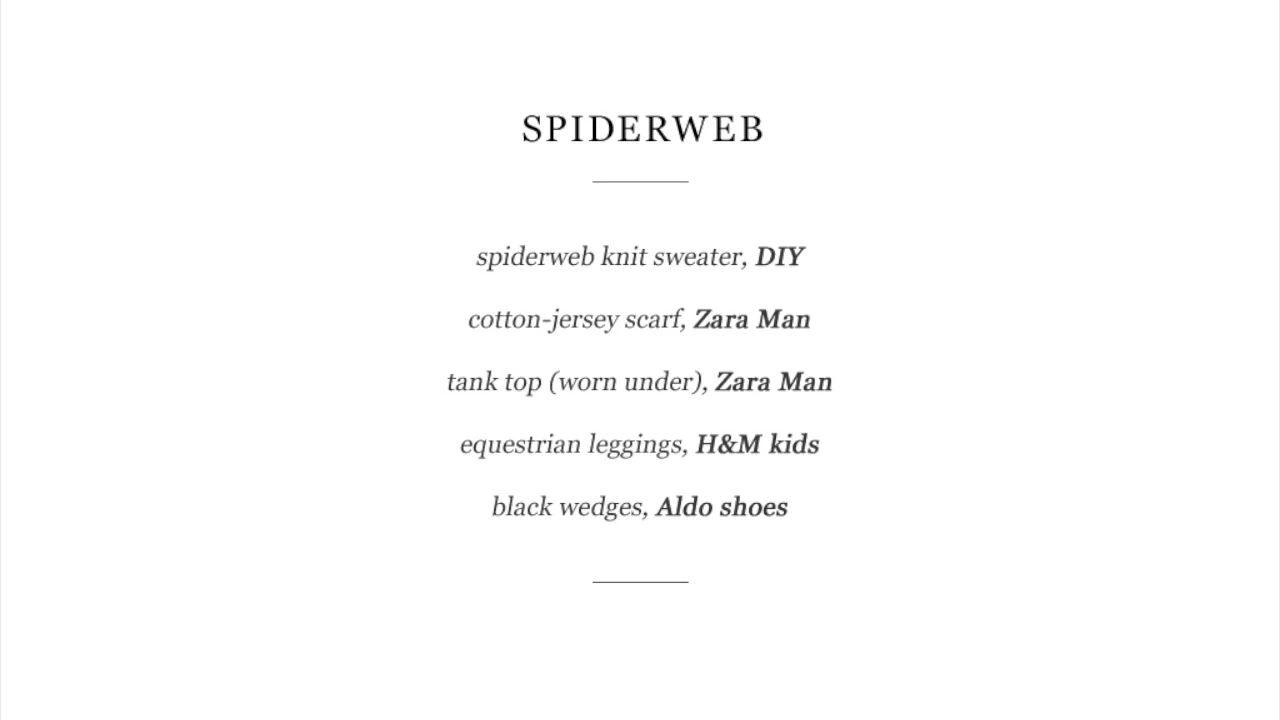 SPIDERWEB
spiderweb knit sweater, DIY
cotton-jersey scarf, Zara Man
tank top (worn under), Zara Man
equestrian leggings, H&M kids
black wedges, Aldo shoes